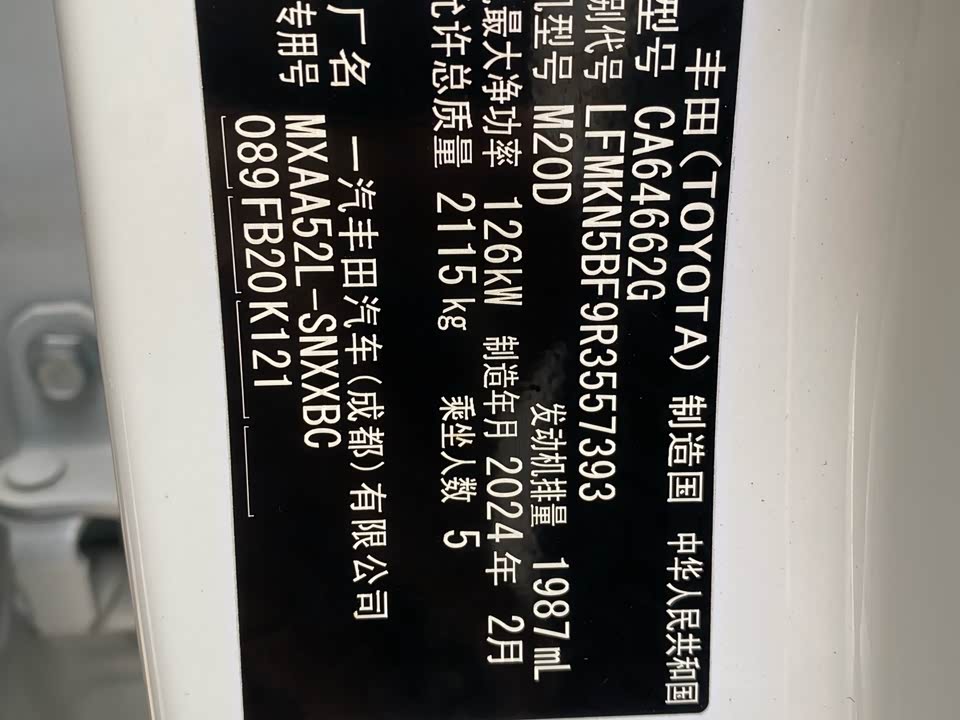 丰田(TOYOTA) 制造国 中华人民共和国
型号 CA64662G
别代号 LFMKN5BF9R3557393
机型号 M20D 发动机排量 1987mL
最大净功率 126kW 制造年月 2024年 2月
允许总质量 2115kg 乘坐人数 5
厂名 一汽丰田汽车(成都)有限公司
专用号 MXAA52L-SNXXBC
089FB20K121